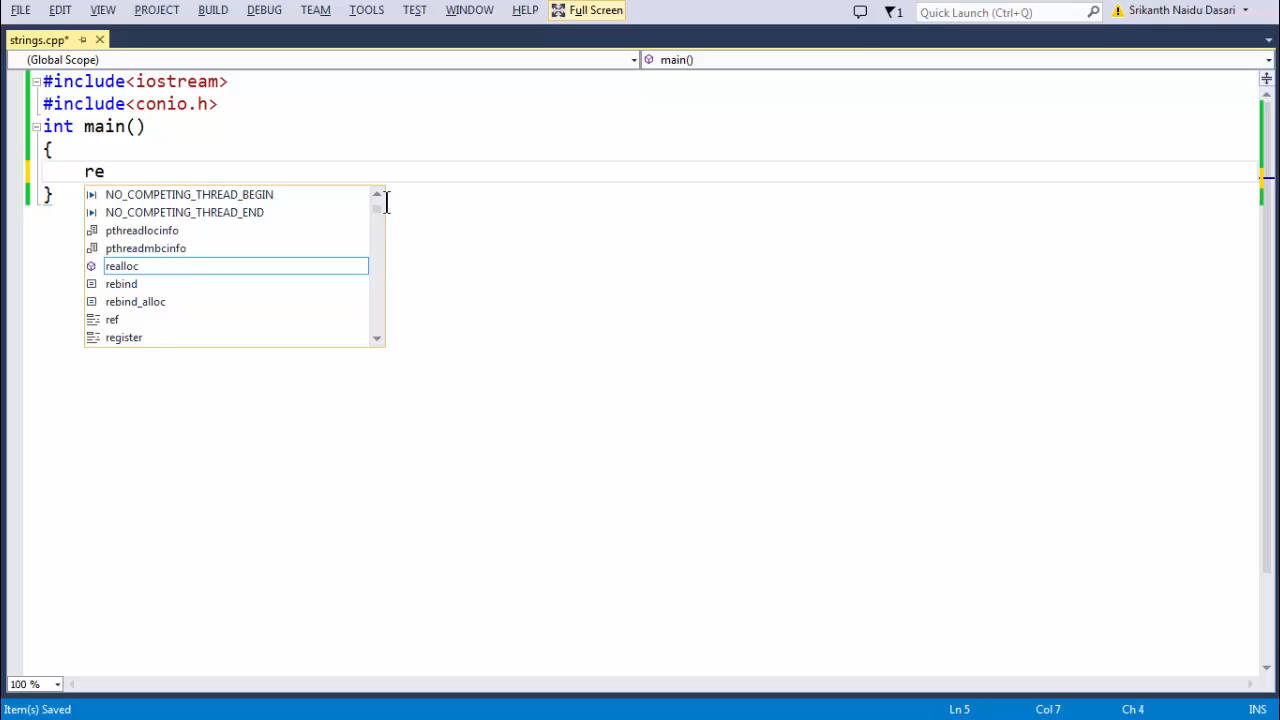 FILE EDIT VIEW PROJECT BUILD DEBUG TEAM TOOLS TEST WINDOW HELP Full Screen 1 Quick Launch (Ctrl+Q) Srikanth Naidu Dasari
strings.cpp*
(Global Scope) main()
#include<iostream>
#include<conio.h>
int main()
{
re
}
NO_COMPETING_THREAD_BEGIN
NO_COMPETING_THREAD_END
pthreadlocinfo
pthreadmbcinfo
realloc
rebind
rebind_alloc
ref
register
100 %
Item(s) Saved Ln 5 Col 7 Ch 4 INS